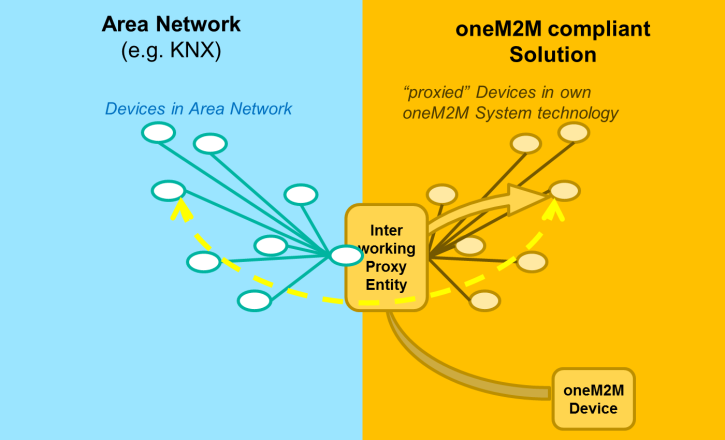 Area Network
(e.g. KNX)
oneM2M compliant
Solution
Devices in Area Network
“proxied” Devices in own
oneM2M System technology
Inter
working
Proxy
Entity
oneM2M
Device